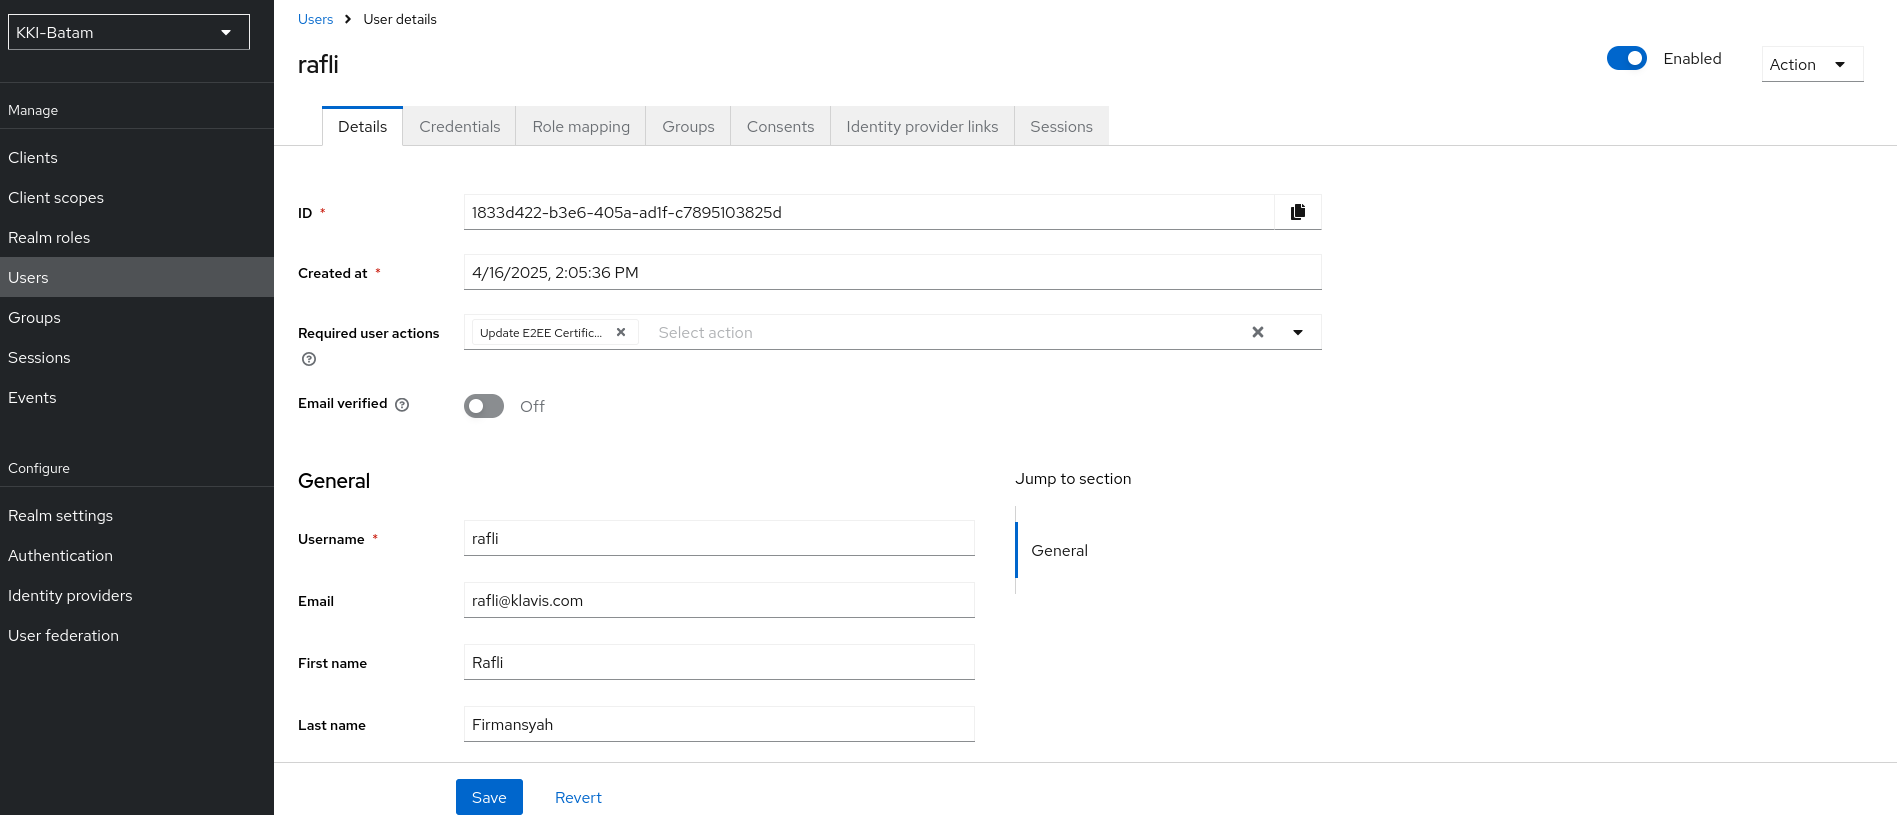 KKI-Batam
Manage
Clients
Client scopes
Realm roles
Users
Groups
Sessions
Events
Configure
Realm settings
Authentication
Identity providers
User federation
Users > User details
rafli
Enabled
Action
Details Credentials Role mapping Groups Consents Identity provider links Sessions
ID * 1833d422-b3e6-405a-ad1f-c7895103825d
Created at * 4/16/2025, 2:05:36 PM
Required user actions Update E2EE Certific... Select action
Email verified Off
General
Username * rafli
Email rafli@klavis.com
First name Rafli
Last name Firmansyah
Jump to section
General
Save Revert